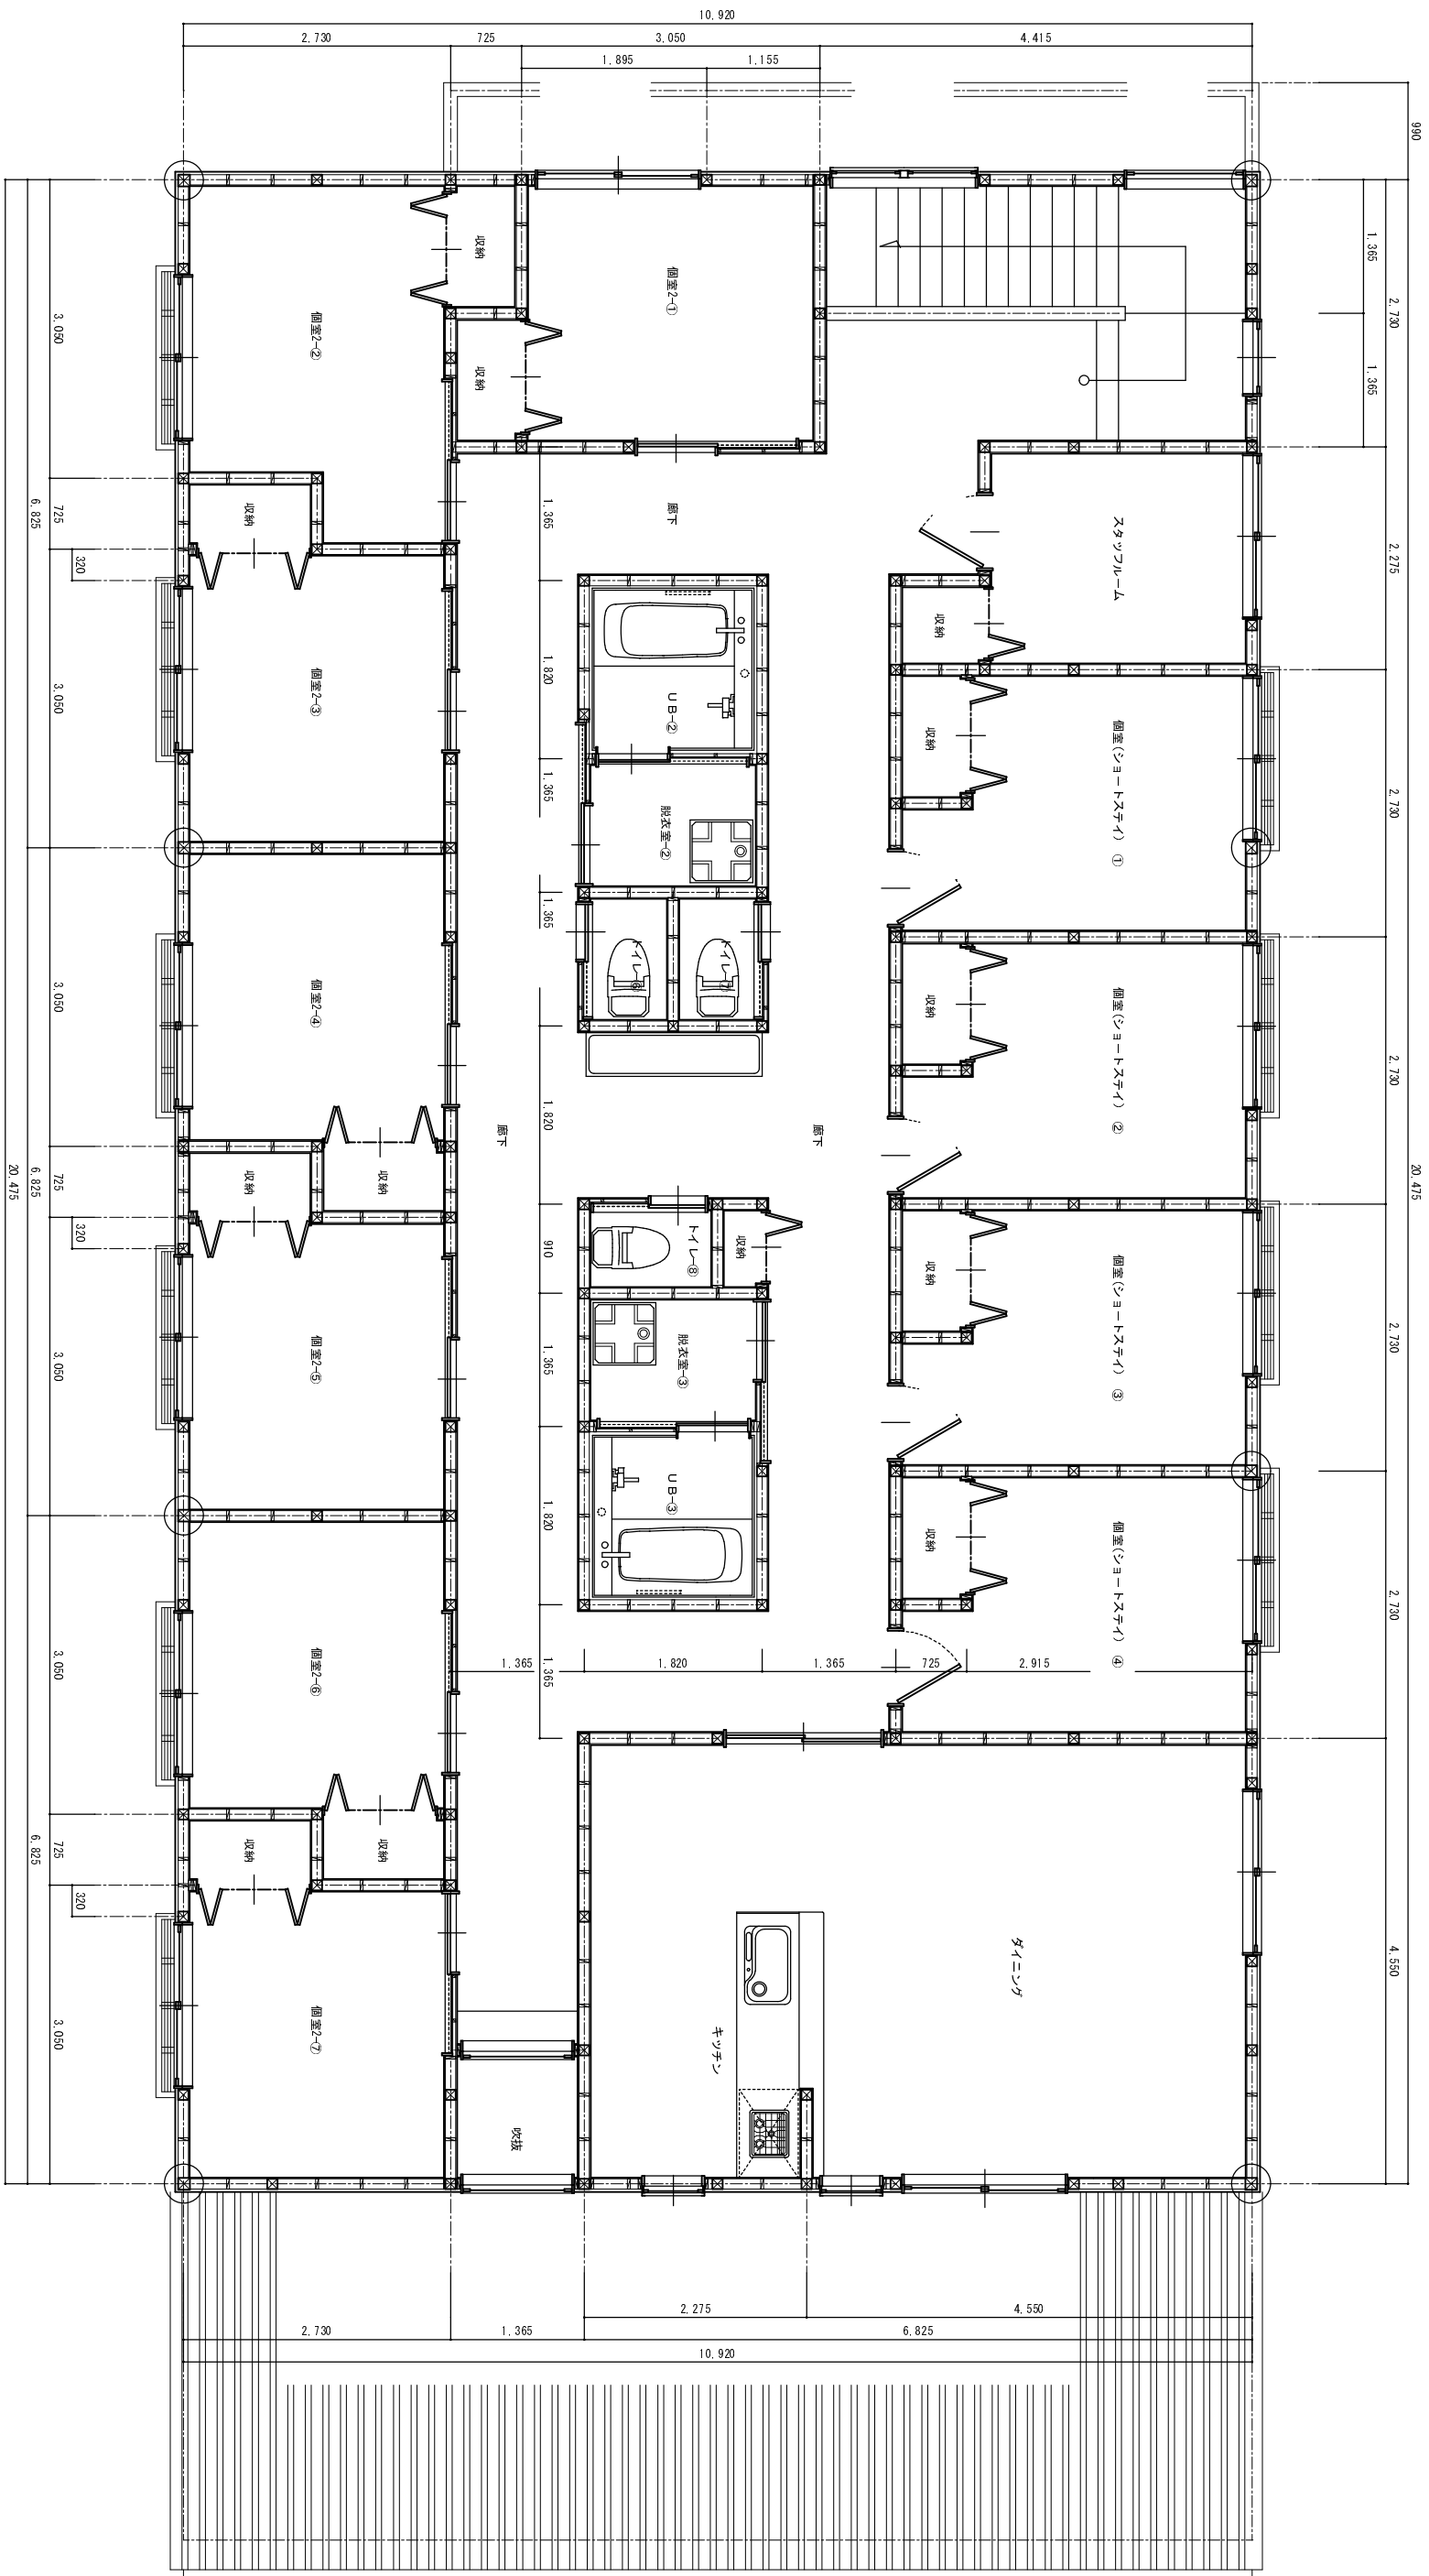 10,920
2,730
725
3,050
4,415
1,895
1,155
990
1,365
2,730
1,365
収納
個室2-①
個室2-②
収納
3,050
6,825
725
320
収納
1,365
廊下
スタッフルーム
2,275
収納
1,820
UB-②
個室2-③
3,050
収納
個室(ショートステイ) ①
2,730
1,365
脱衣室-②
1,365
トイレ-⑥
トイレ-⑦
個室2-④
3,050
収納
個室(ショートステイ) ②
2,730
1,820
廊下
廊下
収納
収納
20,475
6,825
725
320
20,475
910
トイレ-⑧
収納
収納
個室(ショートステイ) ③
2,730
個室2-⑤
3,050
1,365
脱衣室-③
1,820
UB-③
収納
個室(ショートステイ) ④
2,730
個室2-⑥
3,050
1,365
1,365
1,820
1,365
725
2,915
収納
収納
6,825
725
320
ダイニング
4,550
キッチン
個室2-⑦
3,050
吹抜
2,275
4,550
2,730
1,365
6,825
10,920